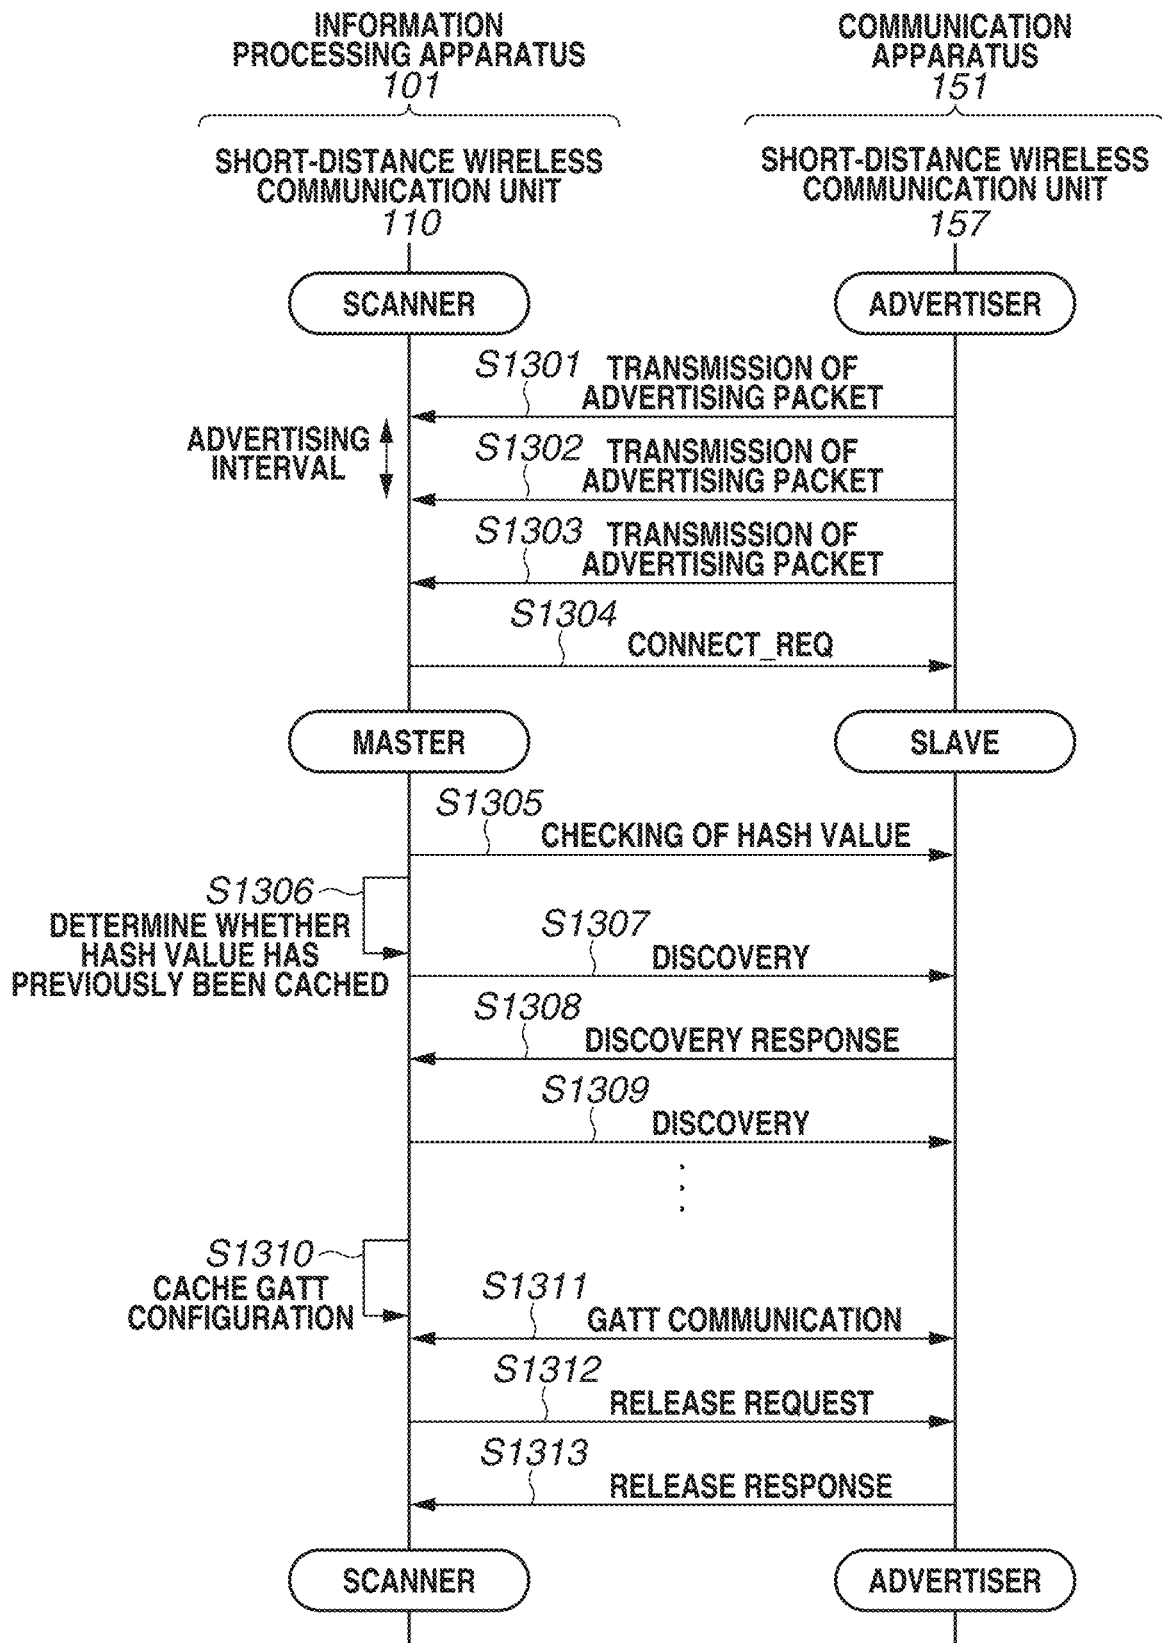 INFORMATION
PROCESSING APPARATUS
101
COMMUNICATION
APPARATUS
151
SHORT-DISTANCE WIRELESS
COMMUNICATION UNIT
110
SHORT-DISTANCE WIRELESS
COMMUNICATION UNIT
157
SCANNER
ADVERTISER
S1301
TRANSMISSION OF
ADVERTISING PACKET
ADVERTISING
INTERVAL
S1302
TRANSMISSION OF
ADVERTISING PACKET
S1303
TRANSMISSION OF
ADVERTISING PACKET
S1304
CONNECT_REQ
MASTER
SLAVE
S1305
CHECKING OF HASH VALUE
S1306
DETERMINE WHETHER
HASH VALUE HAS
PREVIOUSLY BEEN CACHED
S1307
DISCOVERY
S1308
DISCOVERY RESPONSE
S1309
DISCOVERY
S1310
CACHE GATT
CONFIGURATION
S1311
GATT COMMUNICATION
S1312
RELEASE REQUEST
S1313
RELEASE RESPONSE
SCANNER
ADVERTISER